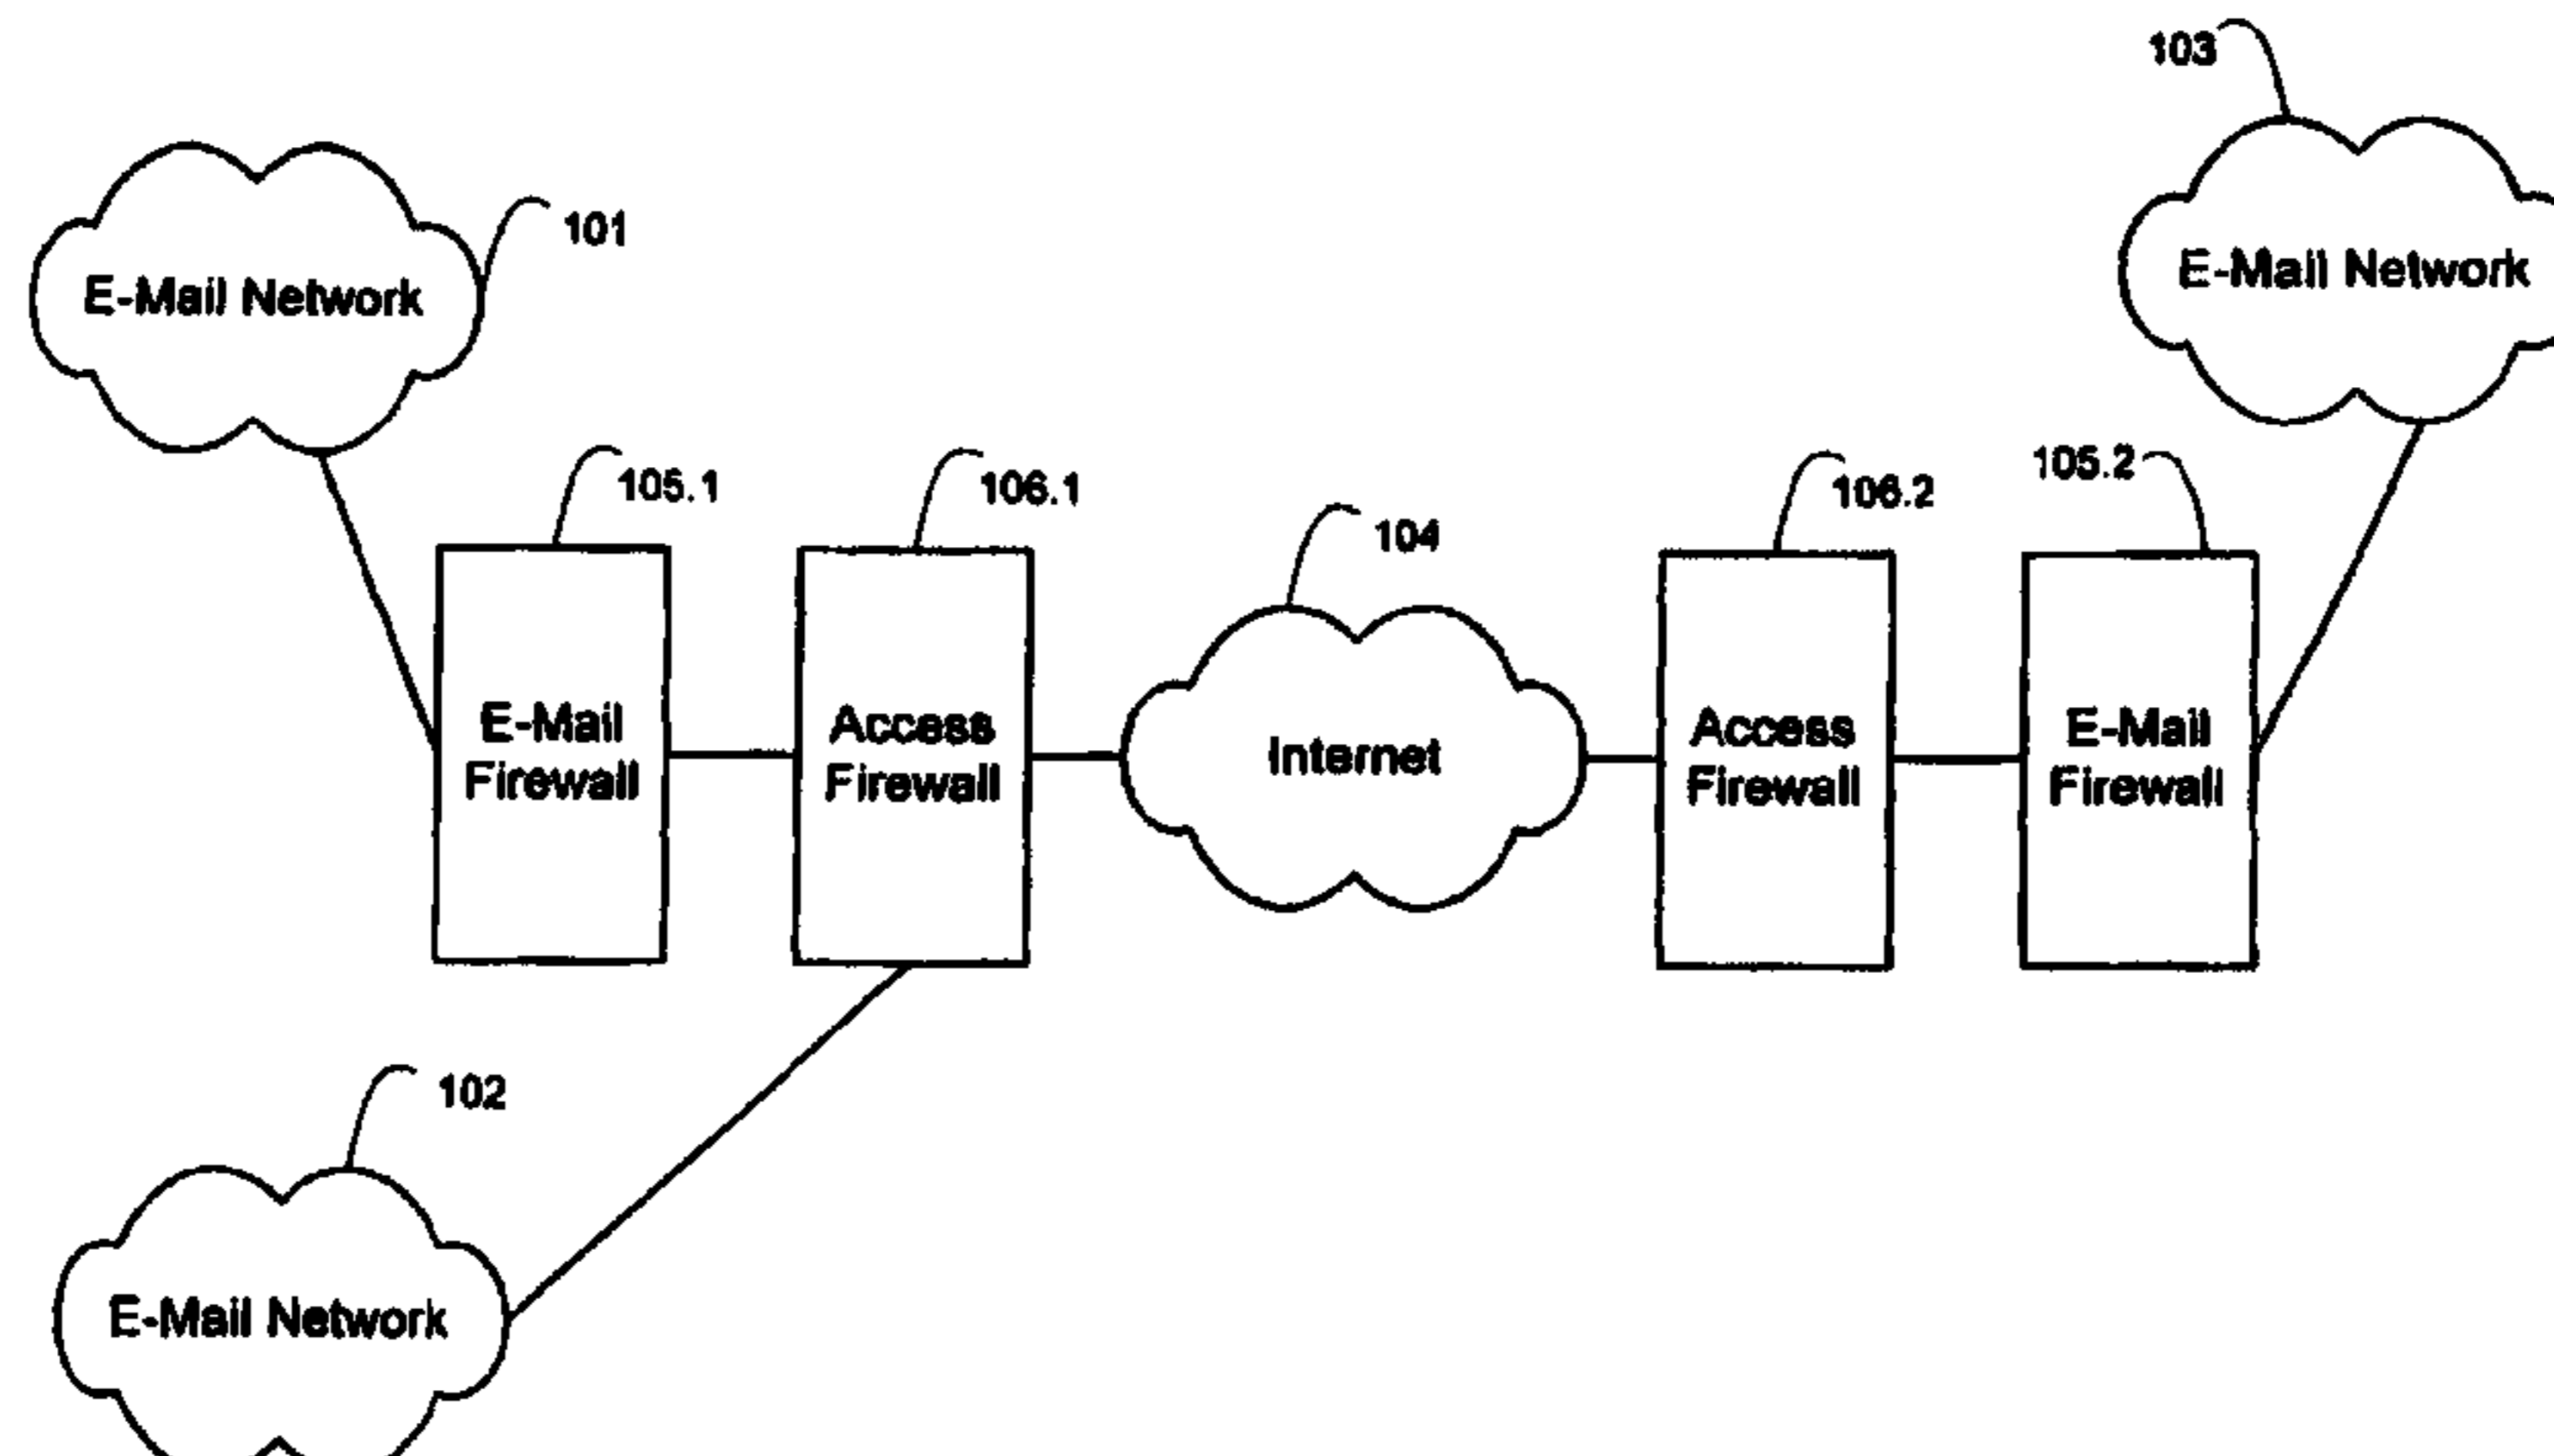 103
101
E-Mail Network
E-Mail Network
105.1
106.1
104
106.2
105.2
E-Mail
Firewall
Access
Firewall
Internet
Access
Firewall
E-Mail
Firewall
102
E-Mail Network